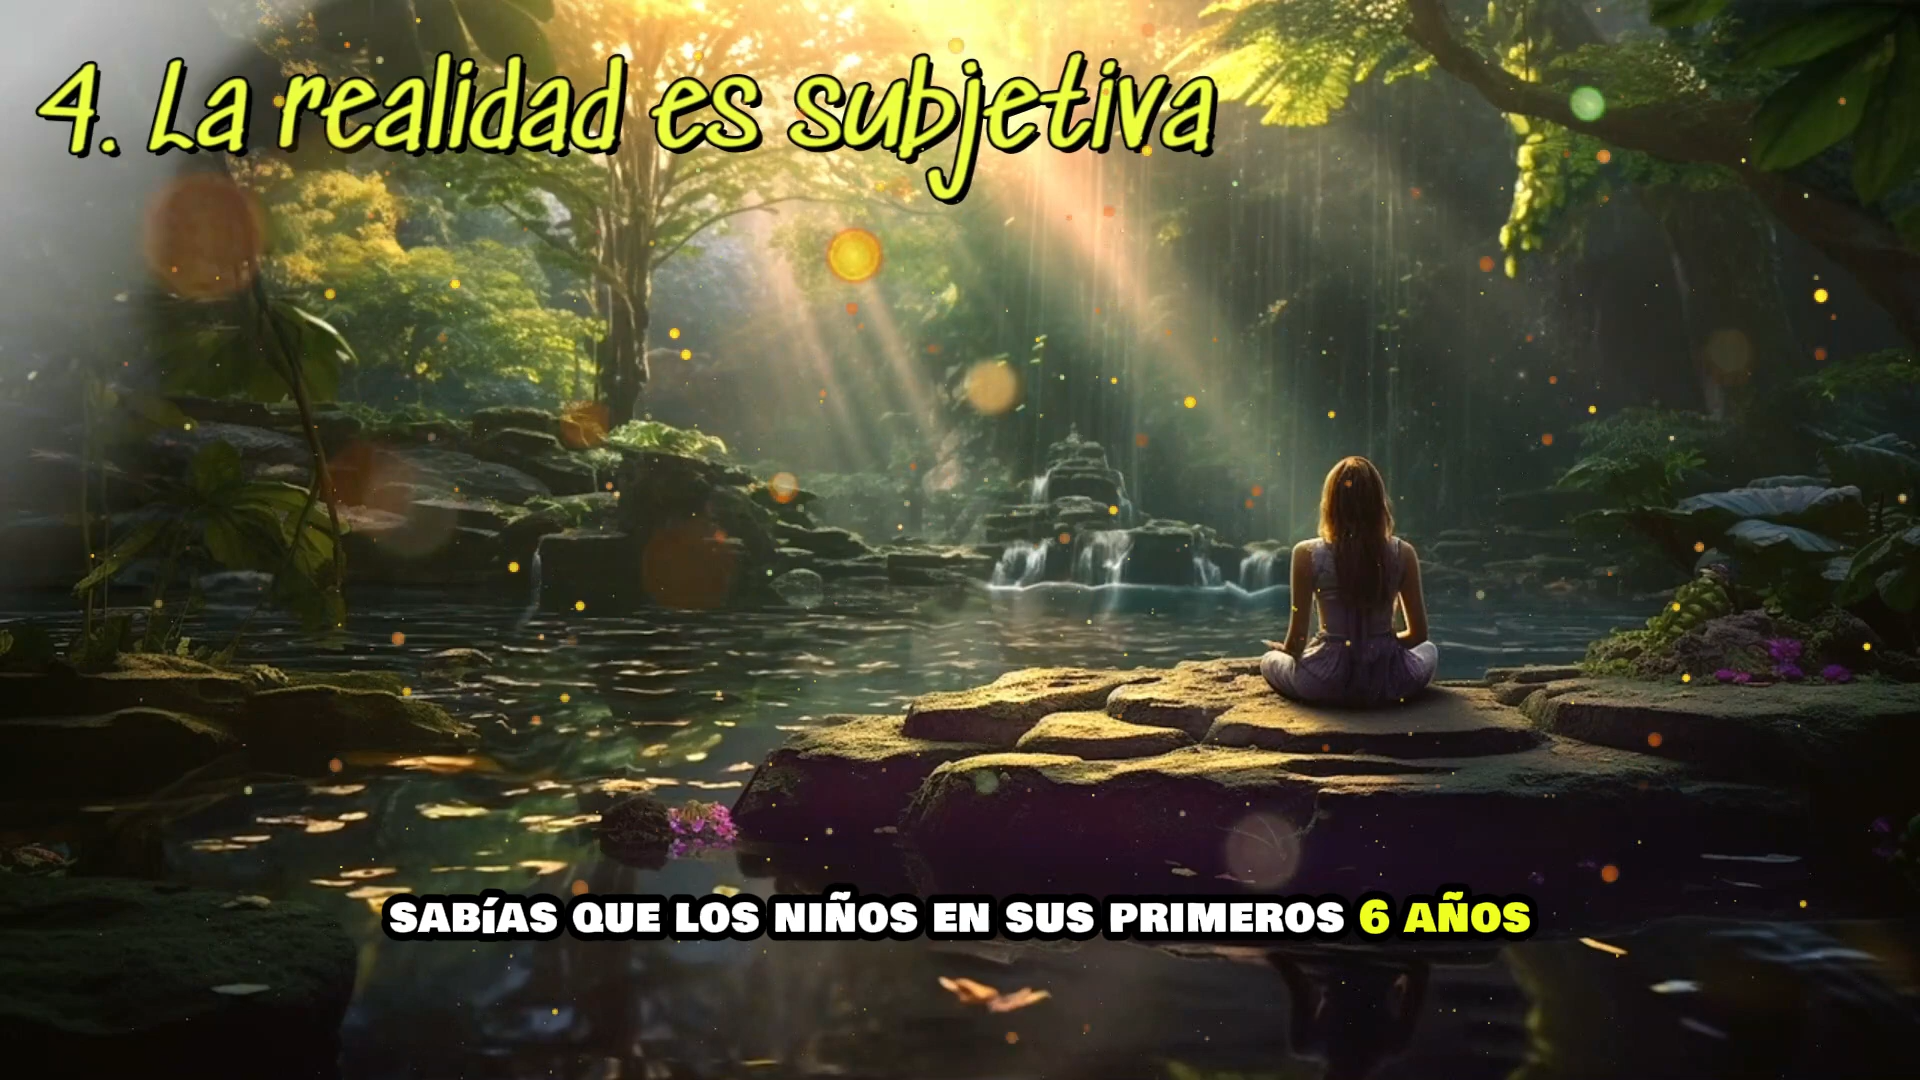 4. La realidad es subjetiva
SABÍAS QUE LOS NIÑOS EN SUS PRIMEROS 6 AÑOS